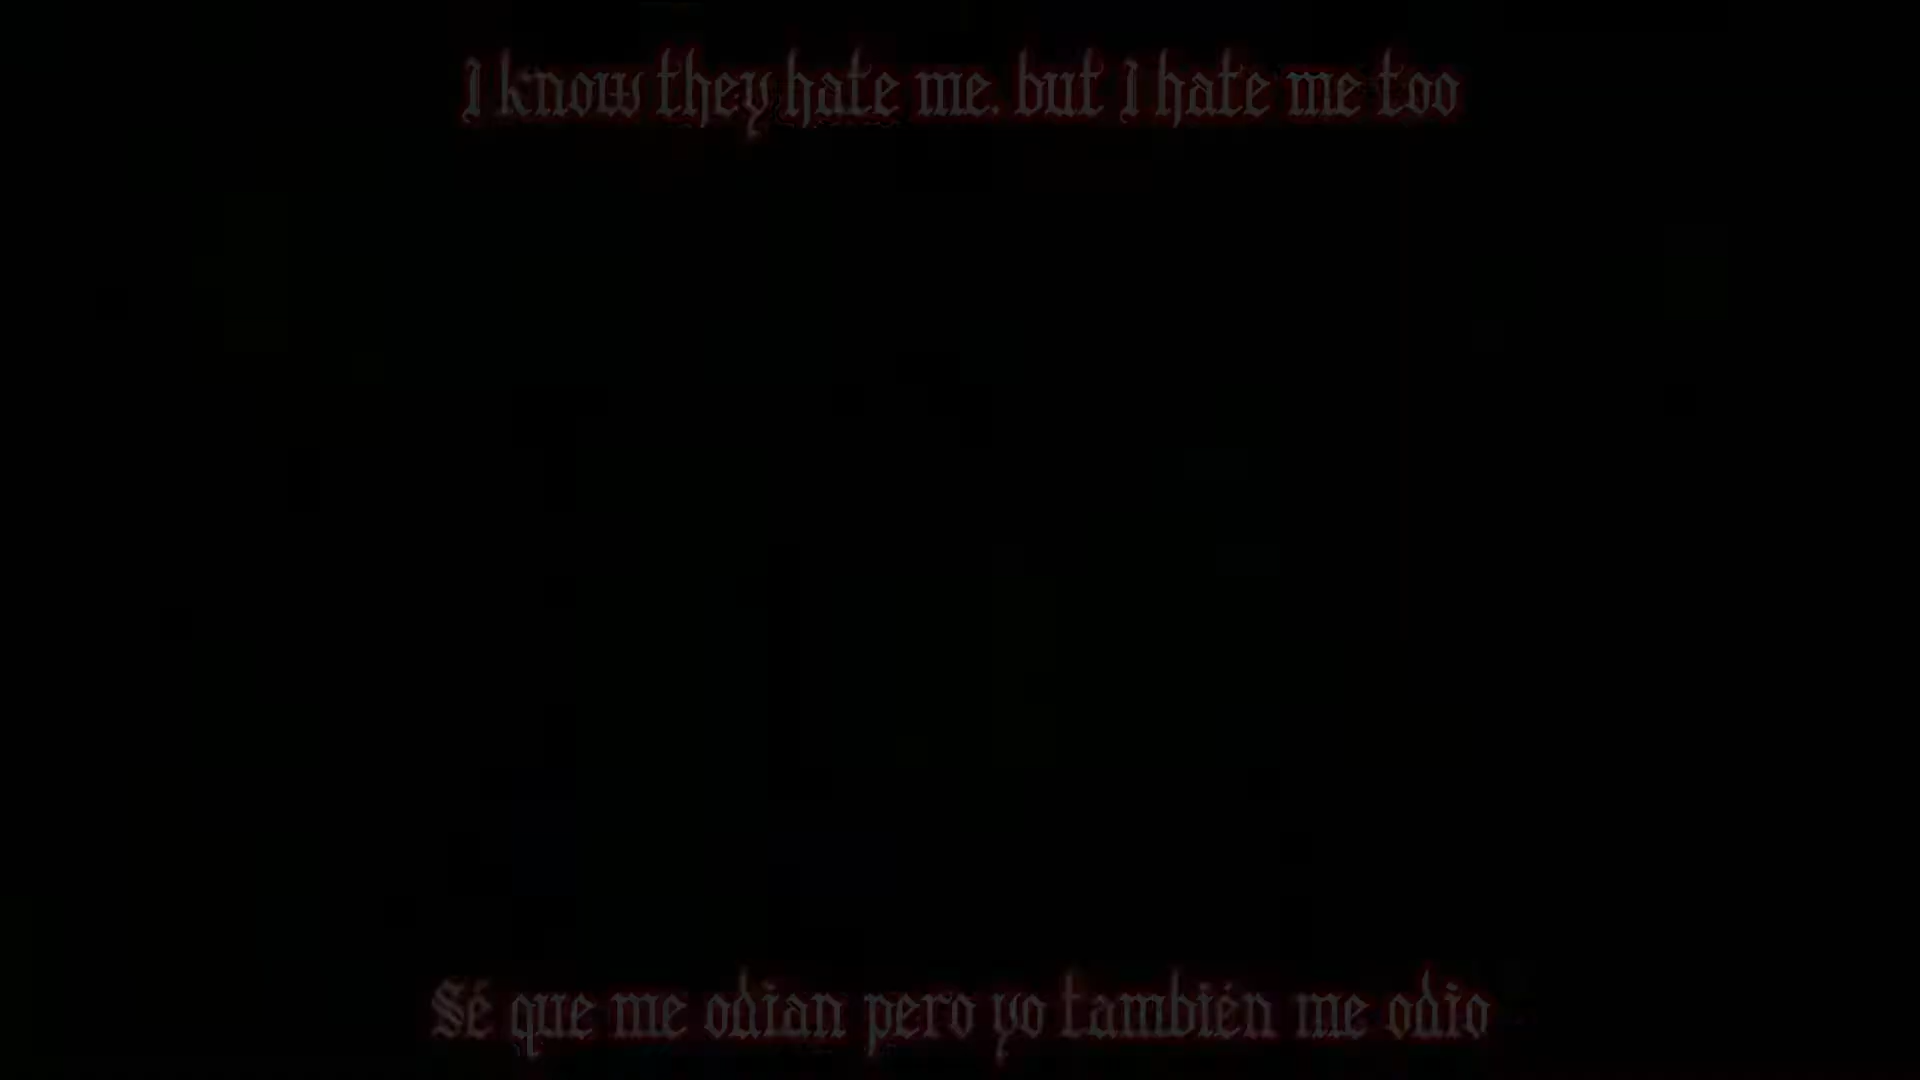 I know they hate me, but I hate me too
Sé que me odian pero yo también me odio